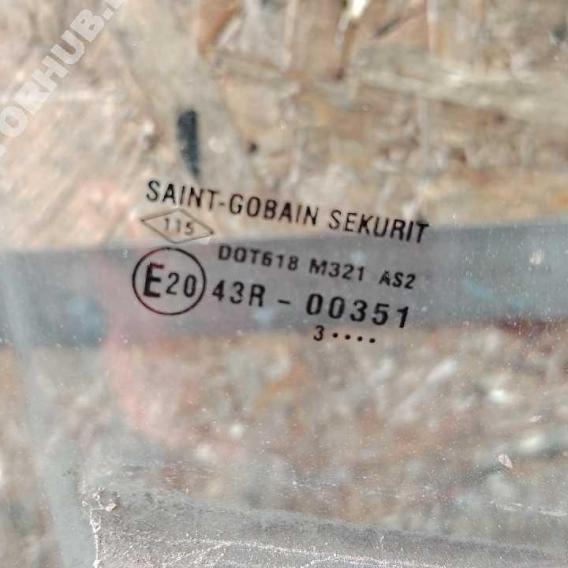 SAINT-GOBAIN SEKURIT
115
DOT618 M321 AS2
E20 43R - 00351
3····